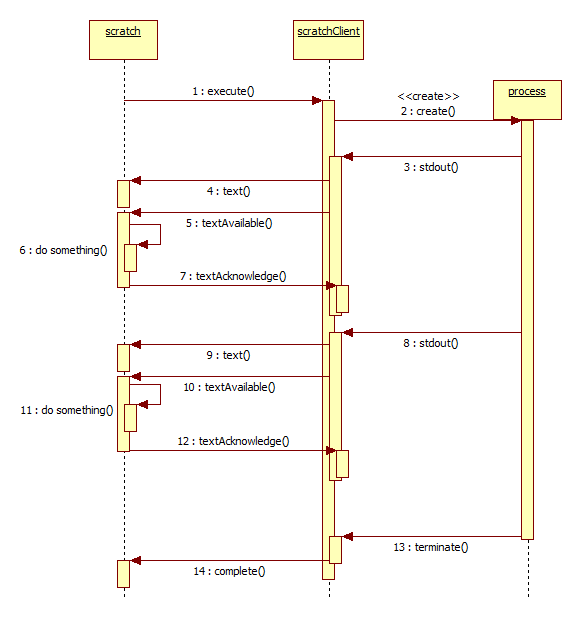 scratch
scratchClient
process
1 : execute()
<<create>>
2 : create()
3 : stdout()
4 : text()
5 : textAvailable()
6 : do something()
7 : textAcknowledge()
8 : stdout()
9 : text()
10 : textAvailable()
11 : do something()
12 : textAcknowledge()
13 : terminate()
14 : complete()